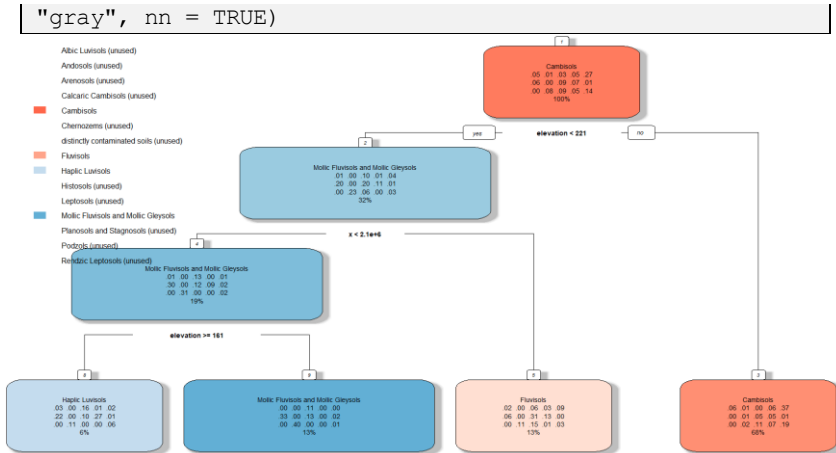 "gray", nn = TRUE)
Albic Luvisols (unused)
Andosols (unused)
Arenosols (unused)
Calcaric Cambisols (unused)
Cambisols
Chernozems (unused)
distinctly contaminated soils (unused)
Fluvisols
Haplic Luvisols
Histosols (unused)
Leptosols (unused)
Mollic Fluvisols and Mollic Gleysols
Planosols and Stagnosols (unused)
Podzols (unused)
Rendzic Leptosols (unused)
1
Cambisols
.05 .01 .03 .05 .27
.06 .00 .09 .07 .01
.00 .08 .09 .05 .14
100%
yes
elevation < 221
no
2
Mollic Fluvisols and Mollic Gleysols
.01 .00 .10 .01 .04
.20 .00 .20 .11 .01
.00 .23 .06 .00 .03
32%
x < 2.1e+6
4
Mollic Fluvisols and Mollic Gleysols
.01 .00 .13 .00 .01
.30 .00 .12 .09 .02
.00 .31 .00 .00 .02
19%
elevation >= 161
8
Haplic Luvisols
.03 .00 .16 .01 .02
.22 .00 .10 .27 .01
.00 .11 .00 .00 .06
6%
9
Mollic Fluvisols and Mollic Gleysols
.00 .00 .11 .00 .00
.33 .00 .13 .00 .02
.00 .40 .00 .00 .01
13%
5
Fluvisols
.02 .00 .06 .03 .09
.06 .00 .31 .13 .00
.00 .11 .15 .01 .03
13%
3
Cambisols
.06 .01 .00 .06 .37
.00 .01 .05 .05 .01
.00 .02 .11 .07 .19
68%